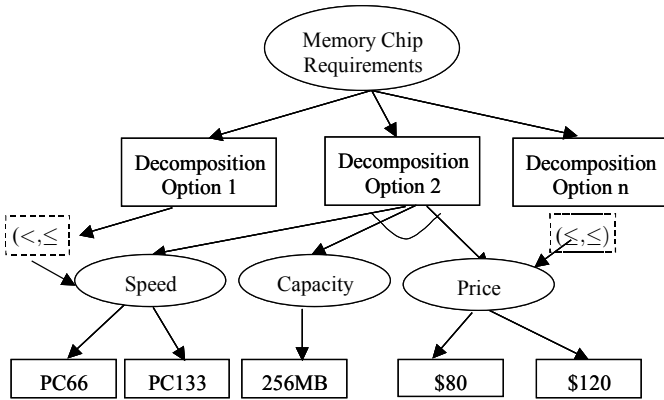 Memory Chip
Requirements
Decomposition
Option 1
Decomposition
Option 2
Decomposition
Option n
(<,≤
(≤,≤)
Speed
Capacity
Price
PC66
PC133
256MB
$80
$120